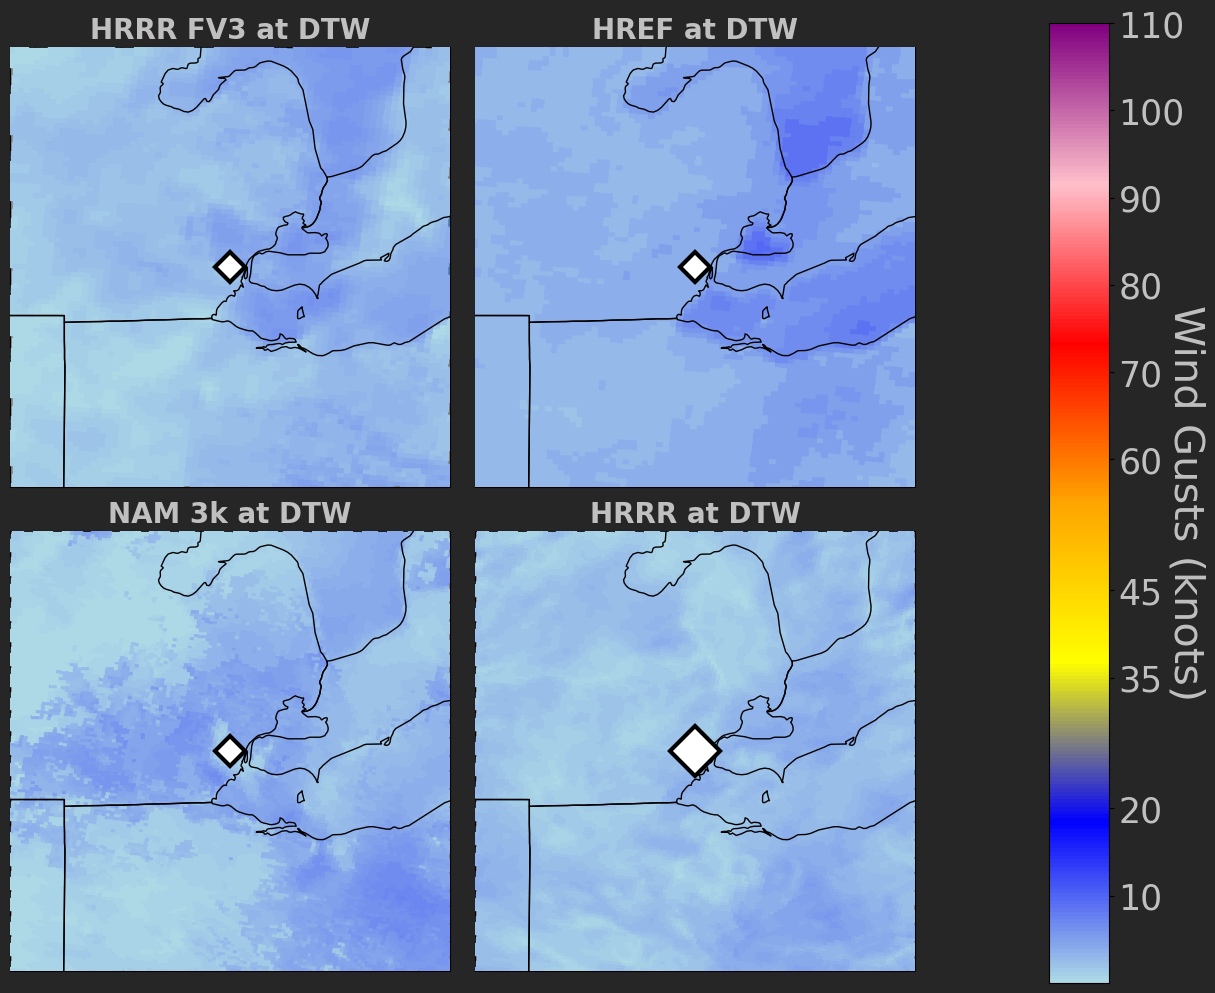 HRRR FV3 at DTW
HREF at DTW
NAM 3k at DTW
HRRR at DTW
110
100
90
80
70
60
45
35
20
10
Wind Gusts (knots)